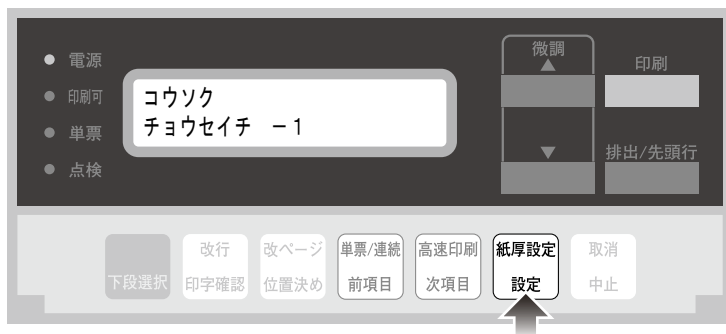 電源
印刷可
単票
点検
コウソク
チョウセイチ －1
微調
▲
▼
印刷
排出/先頭行
下段選択
改行
印字確認
改ページ
位置決め
単票/連続
前項目
高速印刷
次項目
紙厚設定
設定
取消
中止